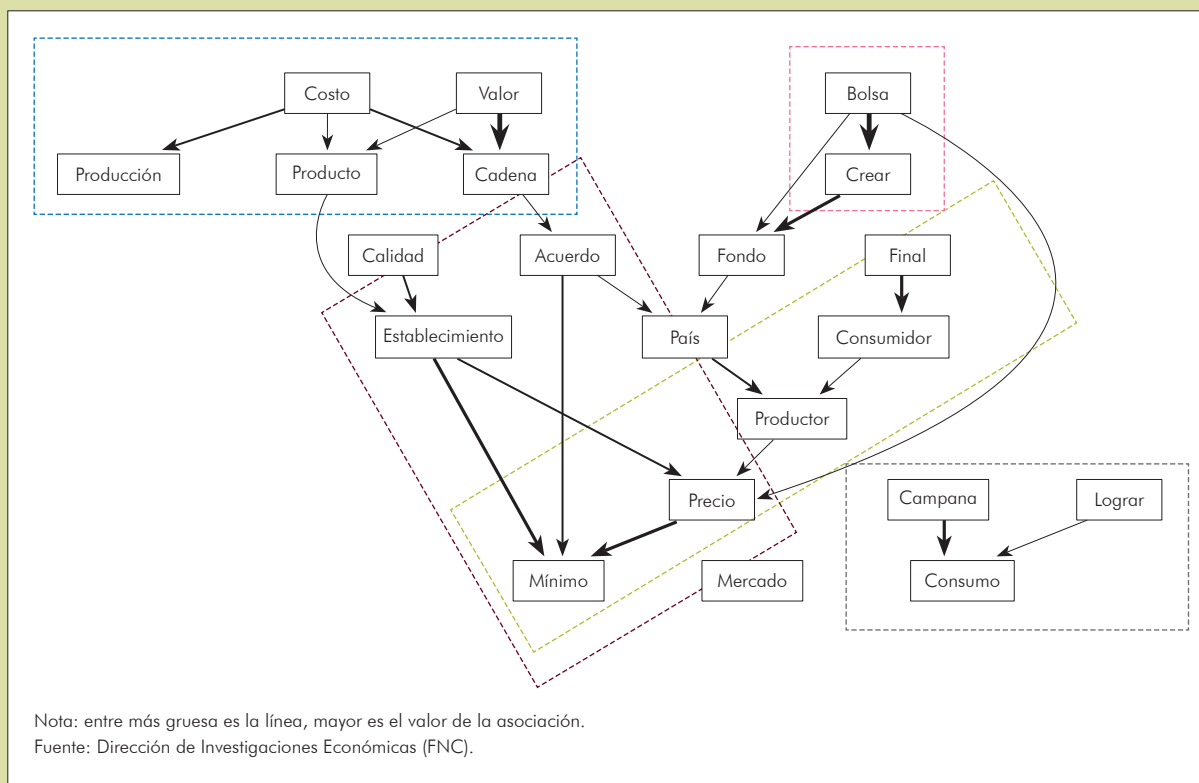 Costo
Valor
Bolsa
Producción
Producto
Cadena
Crear
Calidad
Acuerdo
Fondo
Final
Establecimiento
País
Consumidor
Productor
Precio
Campana
Lograr
Mínimo
Mercado
Consumo
Nota: entre más gruesa es la línea, mayor es el valor de la asociación.
Fuente: Dirección de Investigaciones Económicas (FNC).